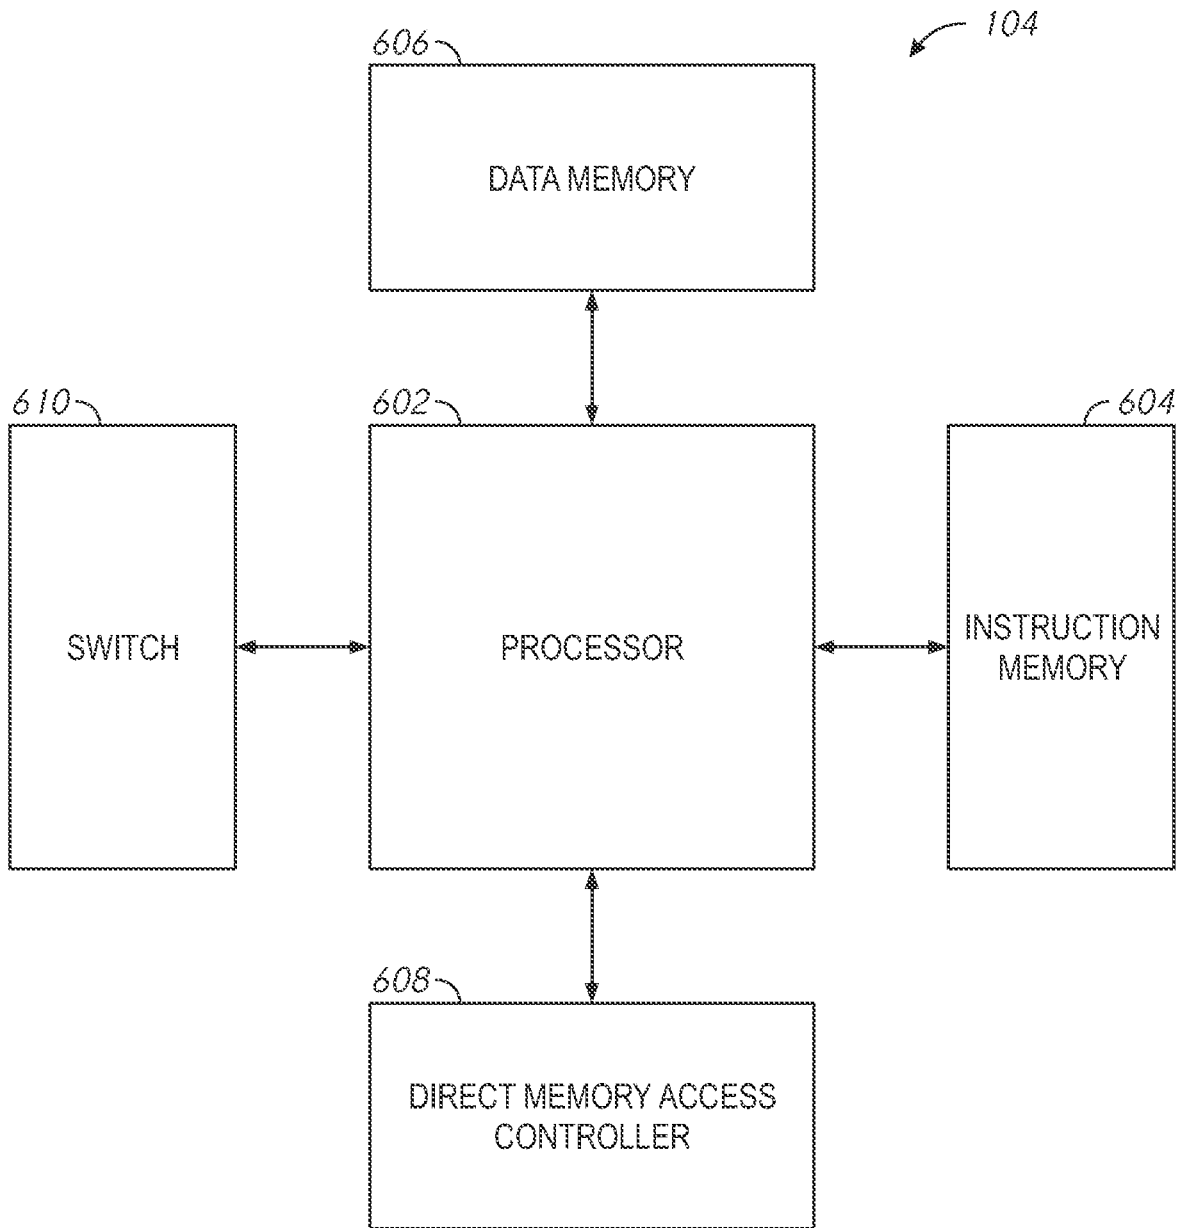 104
606
DATA MEMORY
610
602
604
SWITCH
PROCESSOR
INSTRUCTION
MEMORY
608
DIRECT MEMORY ACCESS
CONTROLLER